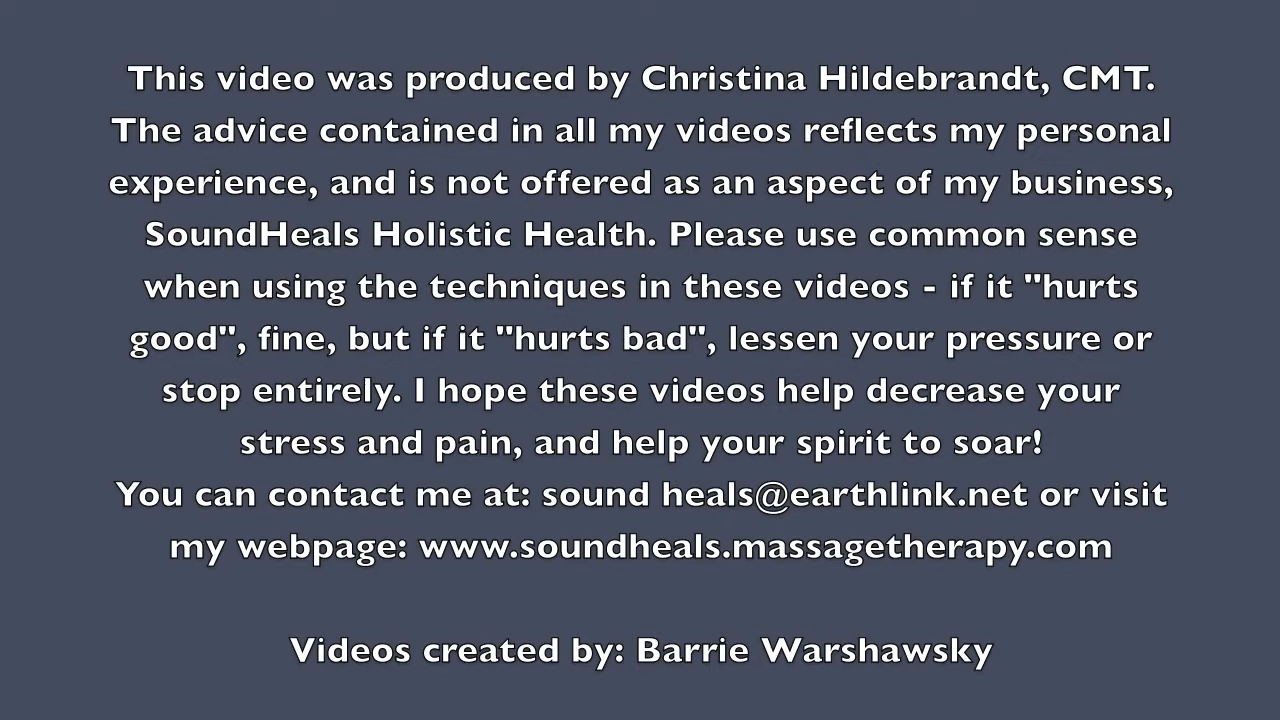 This video was produced by Christina Hildebrandt, CMT.
The advice contained in all my videos reflects my personal
experience, and is not offered as an aspect of my business,
SoundHeals Holistic Health. Please use common sense
when using the techniques in these videos - if it "hurts
good", fine, but if it "hurts bad", lessen your pressure or
stop entirely. I hope these videos help decrease your
stress and pain, and help your spirit to soar!
You can contact me at: sound heals@earthlink.net or visit
my webpage: www.soundheals.massagetherapy.com
Videos created by: Barrie Warshawsky